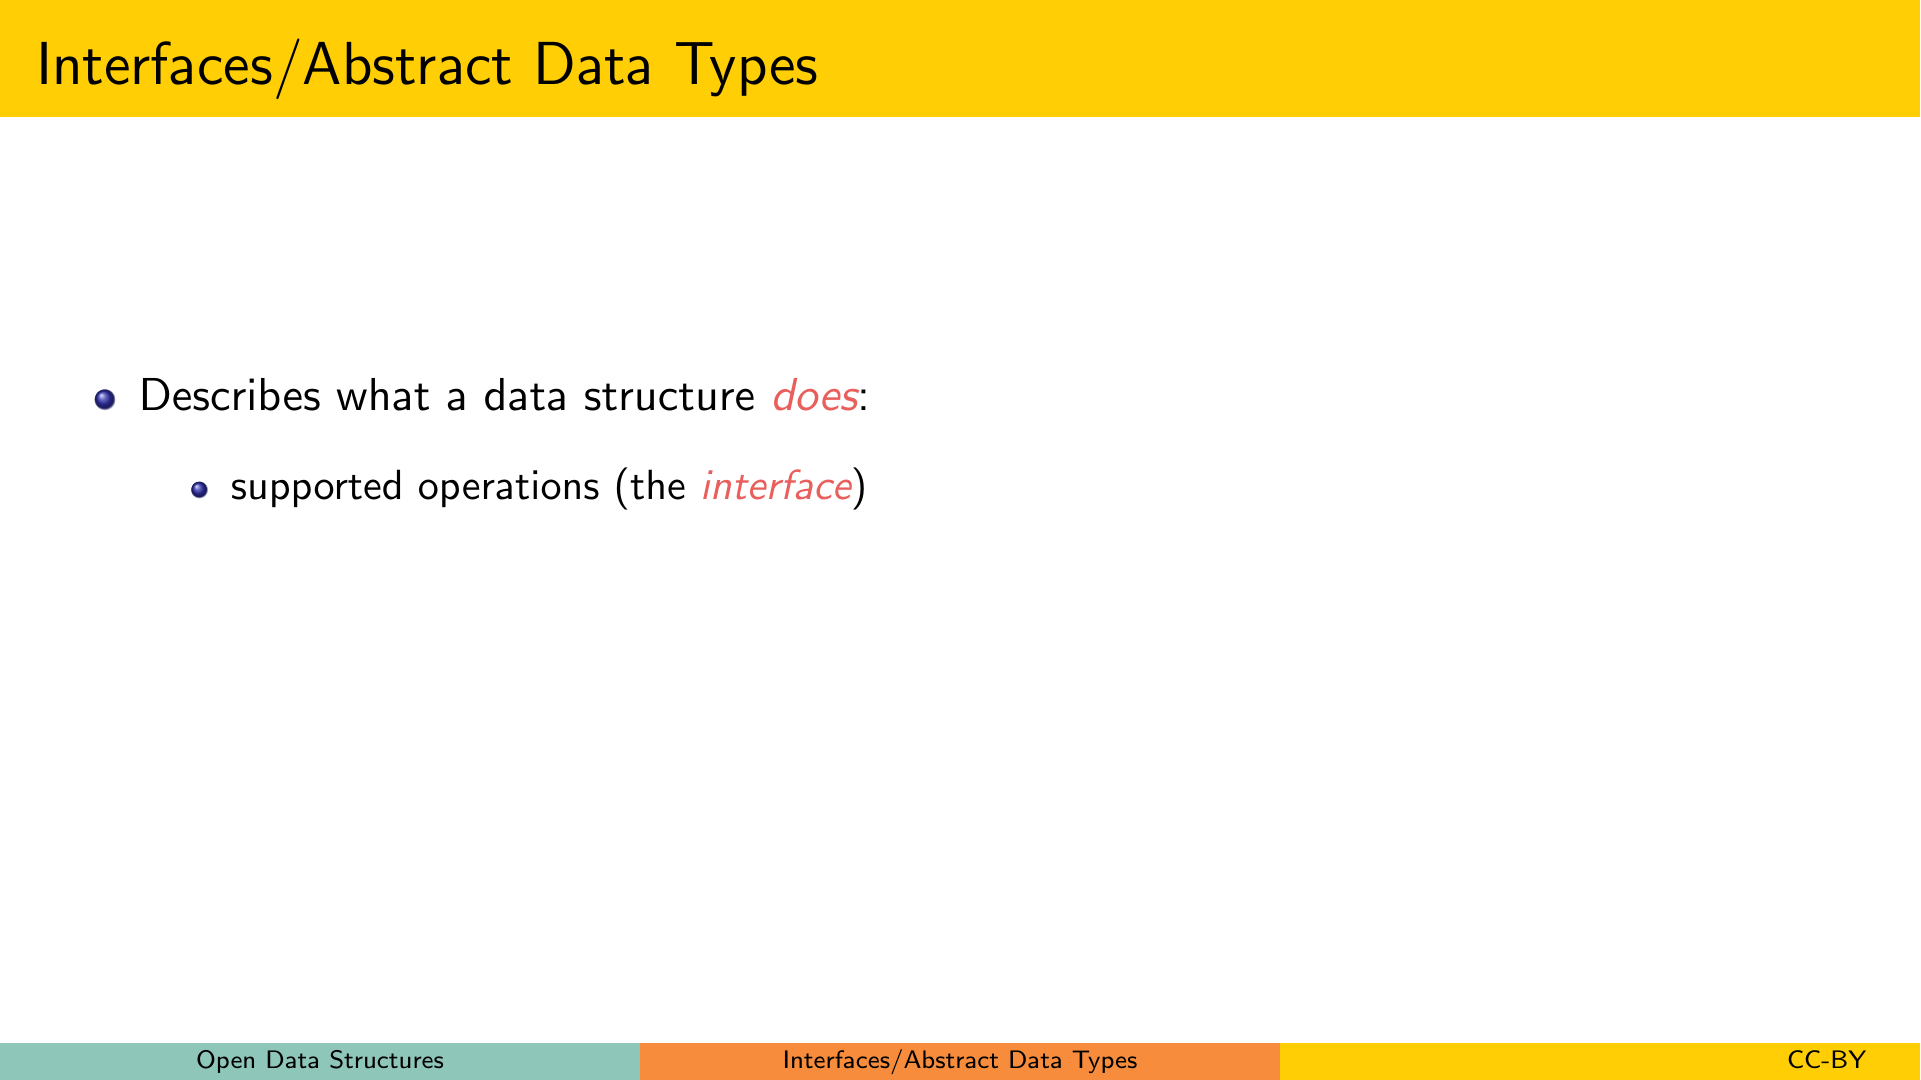 Interfaces/Abstract Data Types
Describes what a data structure does:
supported operations (the interface)
Open Data Structures
Interfaces/Abstract Data Types
CC-BY